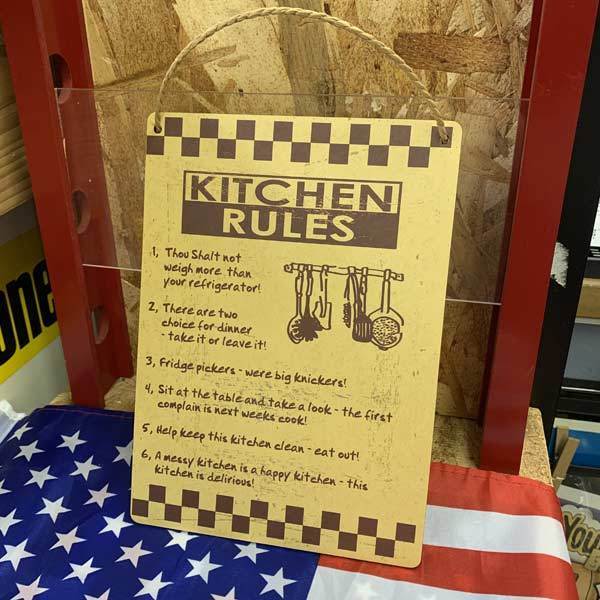 KITCHEN
RULES
1, Thou Shalt not
weigh more than
your refrigerator!
2, There are two
choice for dinner
- take it or leave it!
3, Fridge pickers - were big knickers!
4, Sit at the table and take a look - the first
complain is next weeks cook!
5, Help keep this kitchen clean - eat out!
6, A messy kitchen is a happy kitchen - this
kitchen is delirious!
one
You